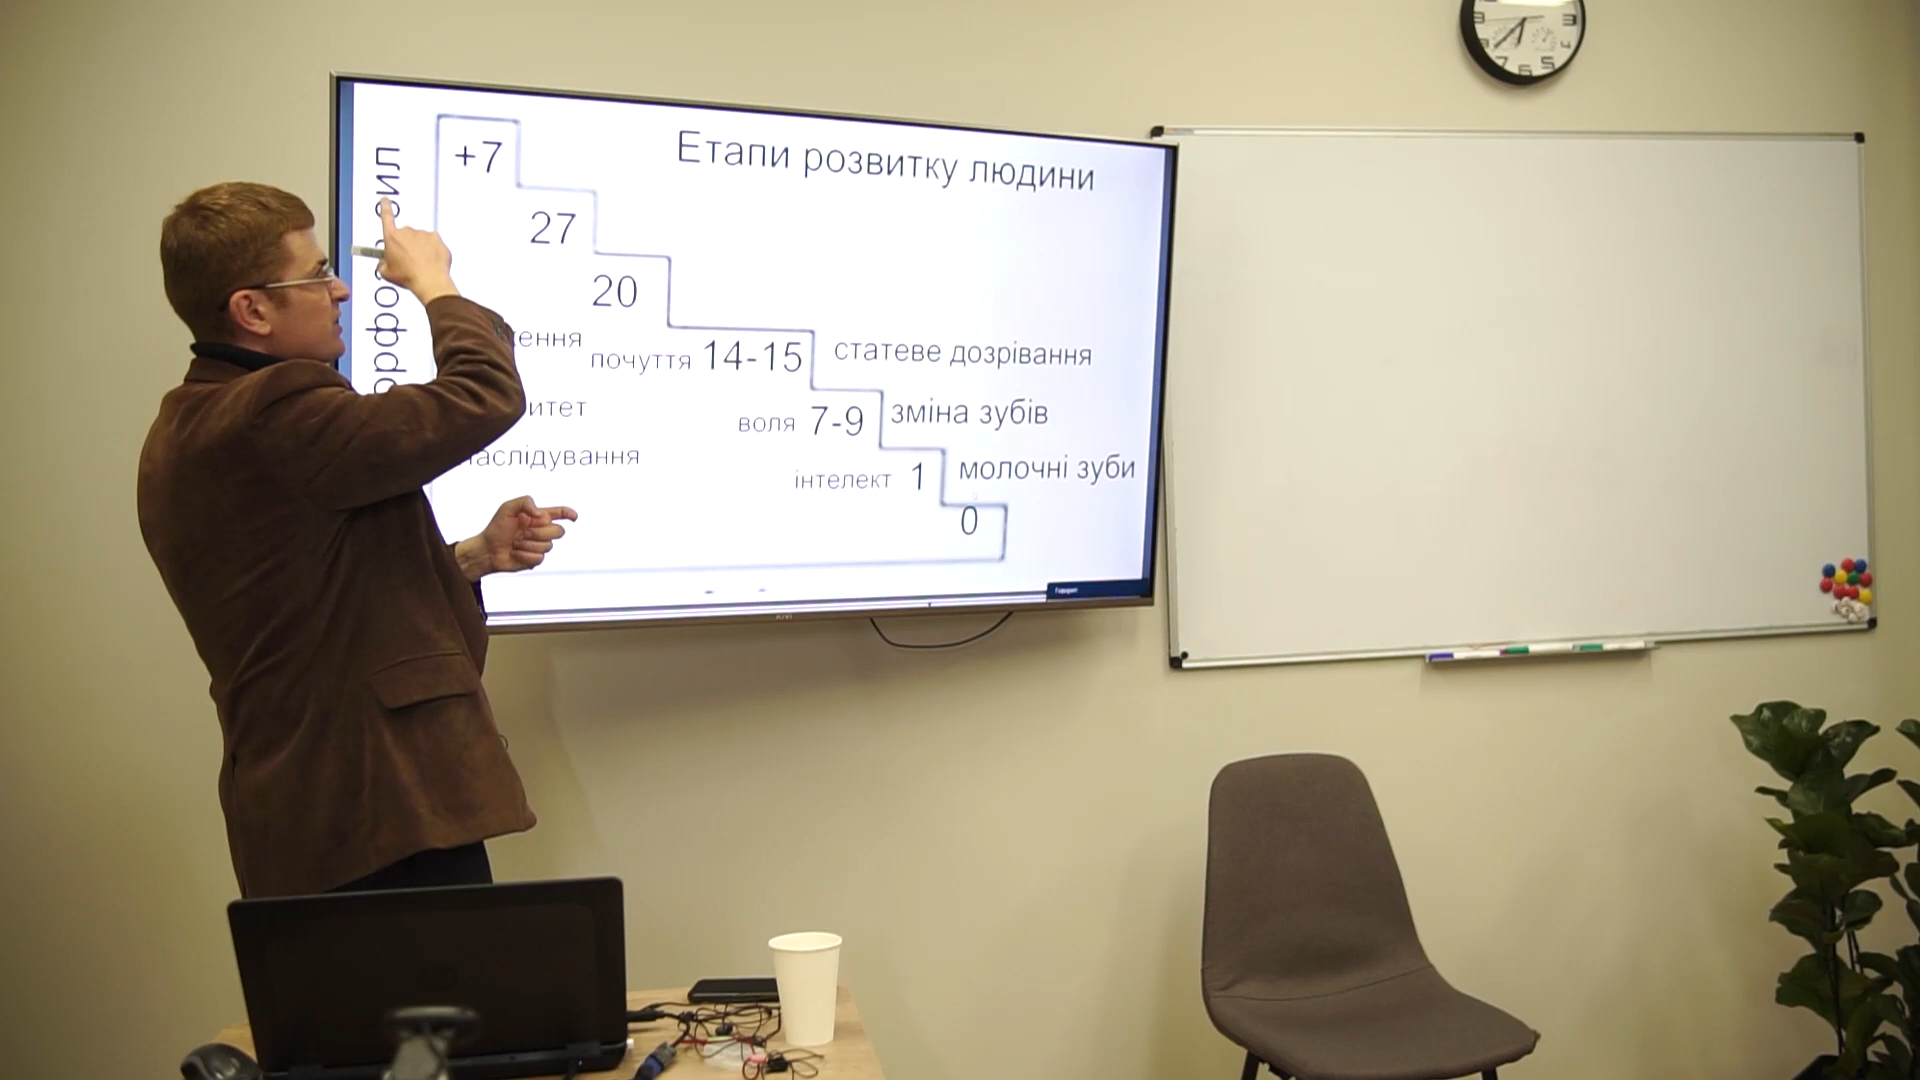 Етапи розвитку людини
+7
27
20
почуття 14-15 статеве дозрівання
воля 7-9 зміна зубів
інтелект 1 молочні зуби
0